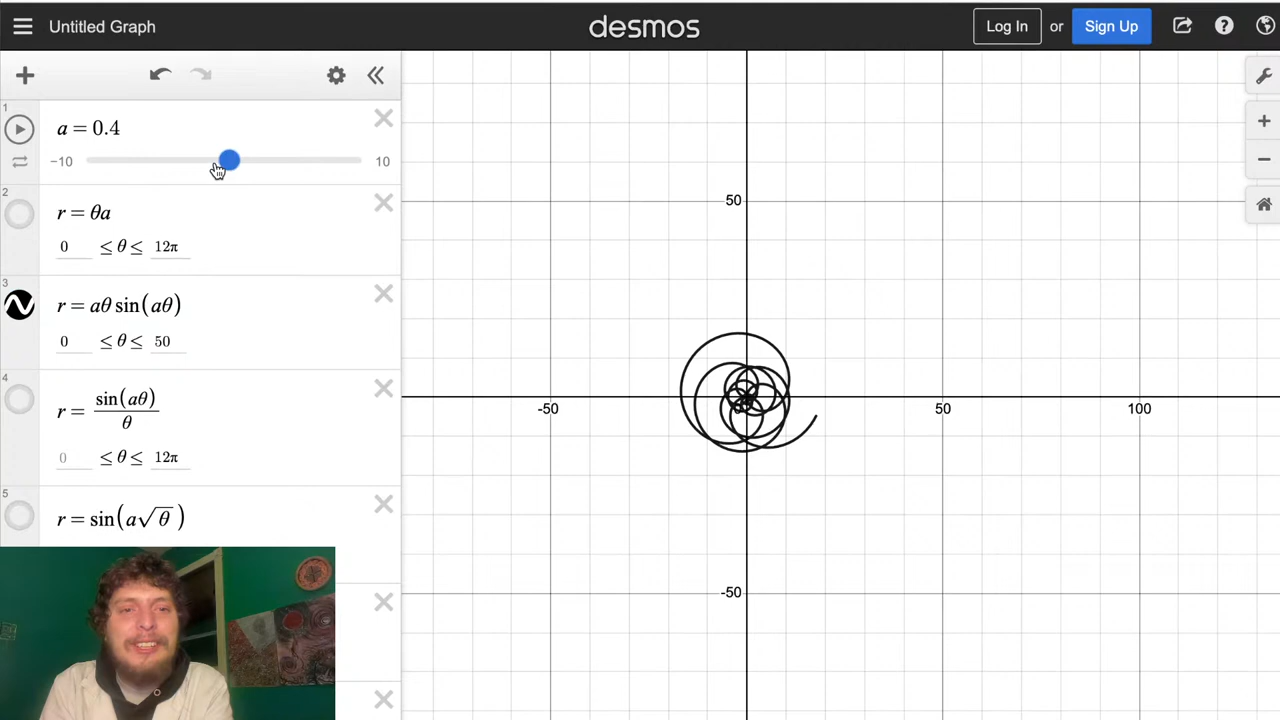 Untitled Graph
desmos
Log In or Sign Up
1
a = 0.4
−10
10
2
r = θa
0 ≤ θ ≤ 12π
3
r = aθ sin(aθ)
0 ≤ θ ≤ 50
4
r = sin(aθ)/θ
0 ≤ θ ≤ 12π
5
r = sin(a√θ)
50
-50
0
50
100
-50